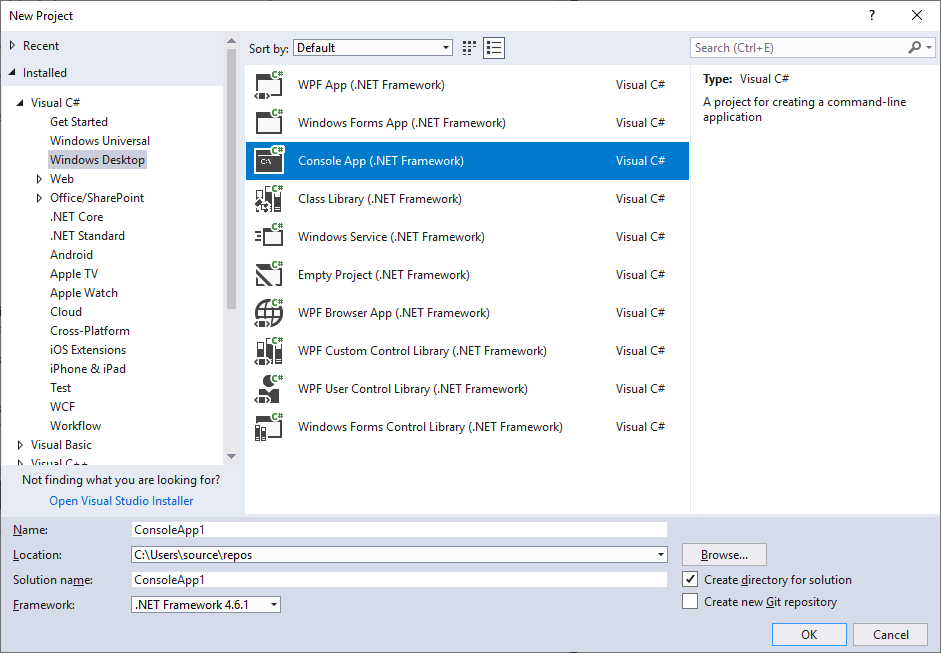 New Project
Recent
Installed
Visual C#
Get Started
Windows Universal
Windows Desktop
Web
Office/SharePoint
.NET Core
.NET Standard
Android
Apple TV
Apple Watch
Cloud
Cross-Platform
iOS Extensions
iPhone & iPad
Test
WCF
Workflow
Visual Basic
Visual C++
Not finding what you are looking for?
Open Visual Studio Installer
Sort by: Default
WPF App (.NET Framework) Visual C#
Windows Forms App (.NET Framework) Visual C#
Console App (.NET Framework) Visual C#
Class Library (.NET Framework) Visual C#
Windows Service (.NET Framework) Visual C#
Empty Project (.NET Framework) Visual C#
WPF Browser App (.NET Framework) Visual C#
WPF Custom Control Library (.NET Framework) Visual C#
WPF User Control Library (.NET Framework) Visual C#
Windows Forms Control Library (.NET Framework) Visual C#
Search (Ctrl+E)
Type: Visual C#
A project for creating a command-line
application
Name: ConsoleApp1
Location: C:\Users\source\repos
Browse...
Solution name: ConsoleApp1
Create directory for solution
Framework: .NET Framework 4.6.1
Create new Git repository
OK Cancel